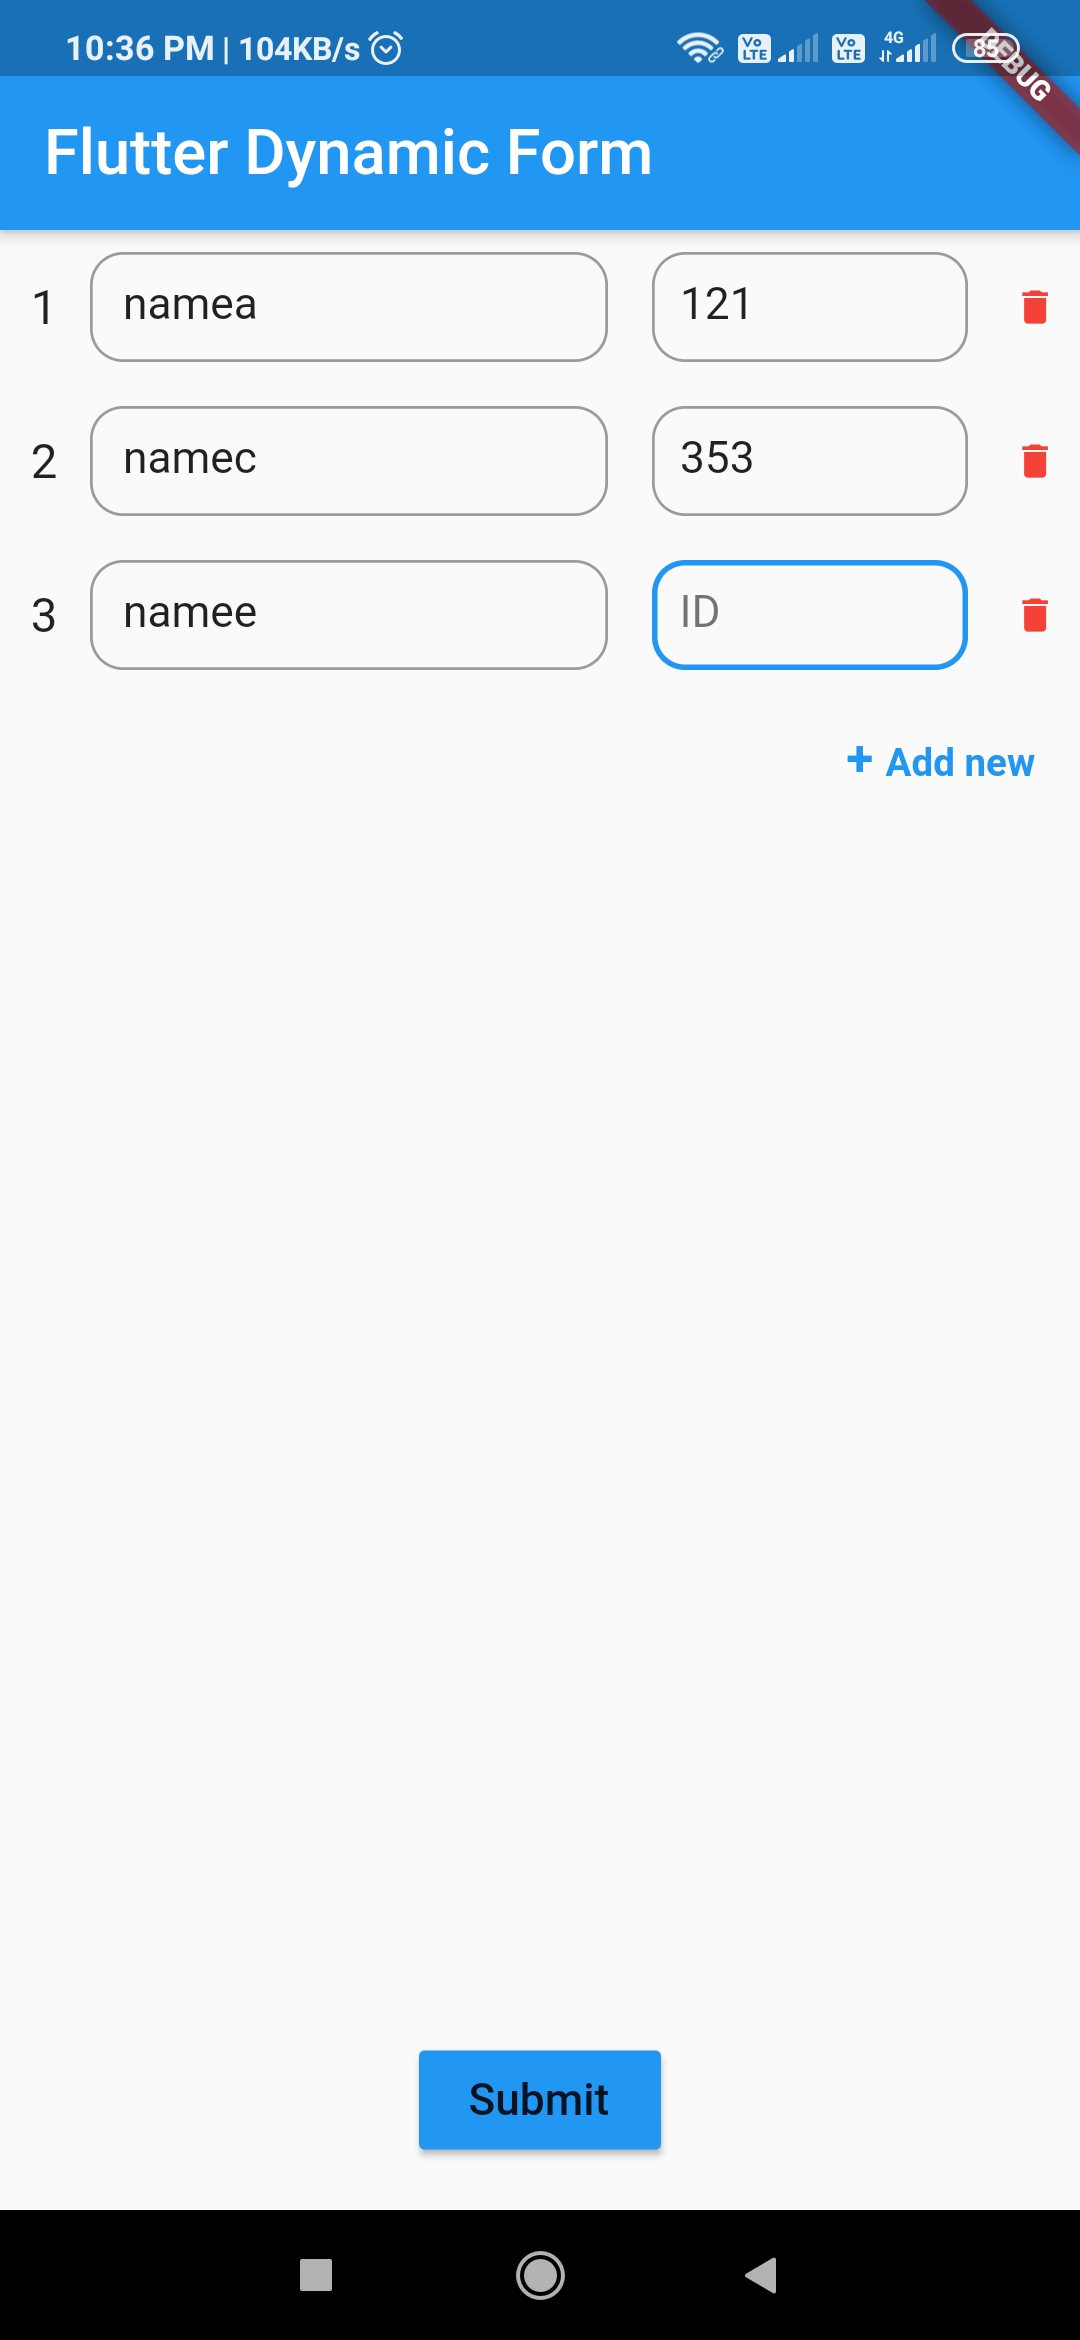 10:36 PM | 104KB/s Vo LTE Vo LTE 4G 85
DEBUG
Flutter Dynamic Form
1 namea 121
2 namec 353
3 namee ID
+ Add new
Submit